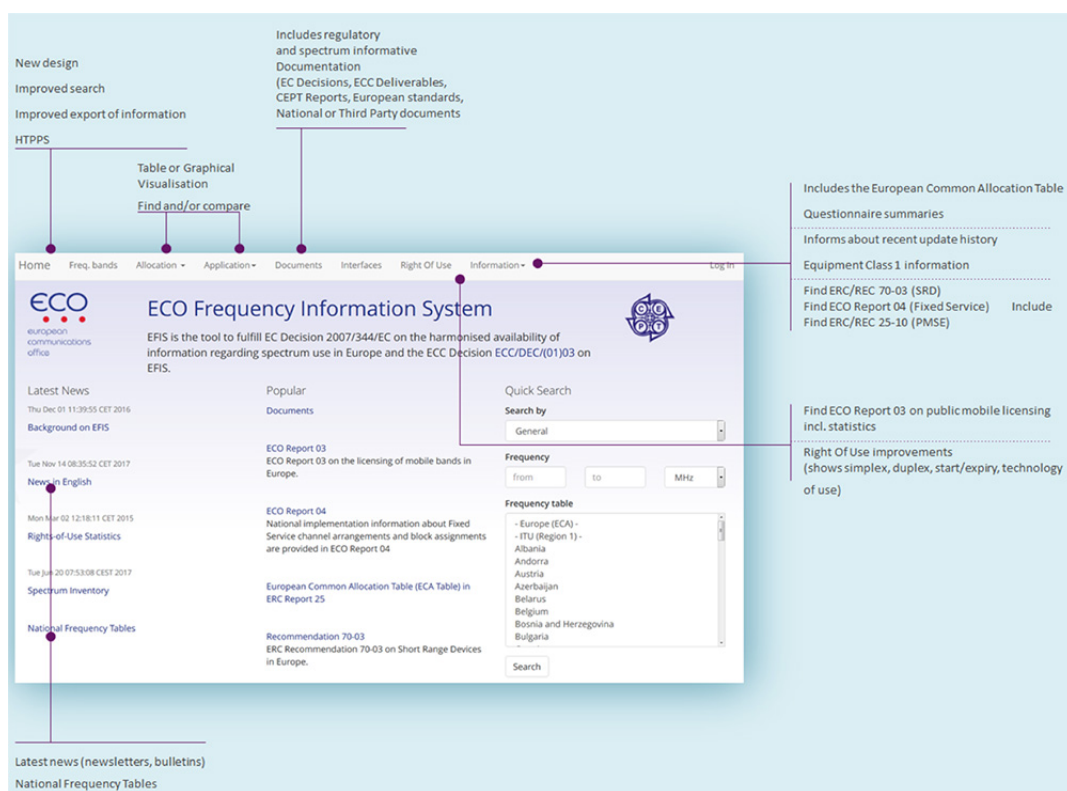 Includes regulatory
and spectrum informative
Documentation
(EC Decisions, ECC Deliverables,
CEPT Reports, European standards,
National or Third Party documents
New design
Improved search
Improved export of information
HTPPS
Table or Graphical
Visualisation
Find and/or compare
Includes the European Common Allocation Table
Questionnaire summaries
Informs about recent update history
Equipment Class 1 information
Find ERC/REC 70-03 (SRD)
Find ECO Report 04 (Fixed Service) Include
Find ERC/REC 25-10 (PMSE)
Find ECO Report 03 on public mobile licensing
incl. statistics
Right Of Use improvements
(shows simplex, duplex, start/expiry, technology
of use)
Home Freq. bands Allocation Application Documents Interfaces Right Of Use Information Log In
ECO
european
communications
office
ECO Frequency Information System
CEPT
EFIS is the tool to fulfill EC Decision 2007/344/EC on the harmonised availability of
information regarding spectrum use in Europe and the ECC Decision ECC/DEC/(01)03 on
EFIS.
Latest News
Thu Dec 01 11:39:55 CET 2016
Background on EFIS
Tue Nov 14 08:35:52 CET 2017
News in English
Mon Mar 02 12:18:11 CET 2015
Rights-of-Use Statistics
Tue Jun 20 07:53:08 CEST 2017
Spectrum Inventory
National Frequency Tables
Popular
Documents
ECO Report 03
ECO Report 03 on the licensing of mobile bands in
Europe.
ECO Report 04
National implementation information about Fixed
Service channel arrangements and block assignments
are provided in ECO Report 04
European Common Allocation Table (ECA Table) in
ERC Report 25
Recommendation 70-03
ERC Recommendation 70-03 on Short Range Devices
in Europe.
Quick Search
Search by
General
Frequency
from to MHz
Frequency table
- Europe (ECA) -
- ITU (Region 1) -
Albania
Andorra
Austria
Azerbaijan
Belarus
Belgium
Bosnia and Herzegovina
Bulgaria
Search
Latest news (newsletters, bulletins)
National Frequency Tables